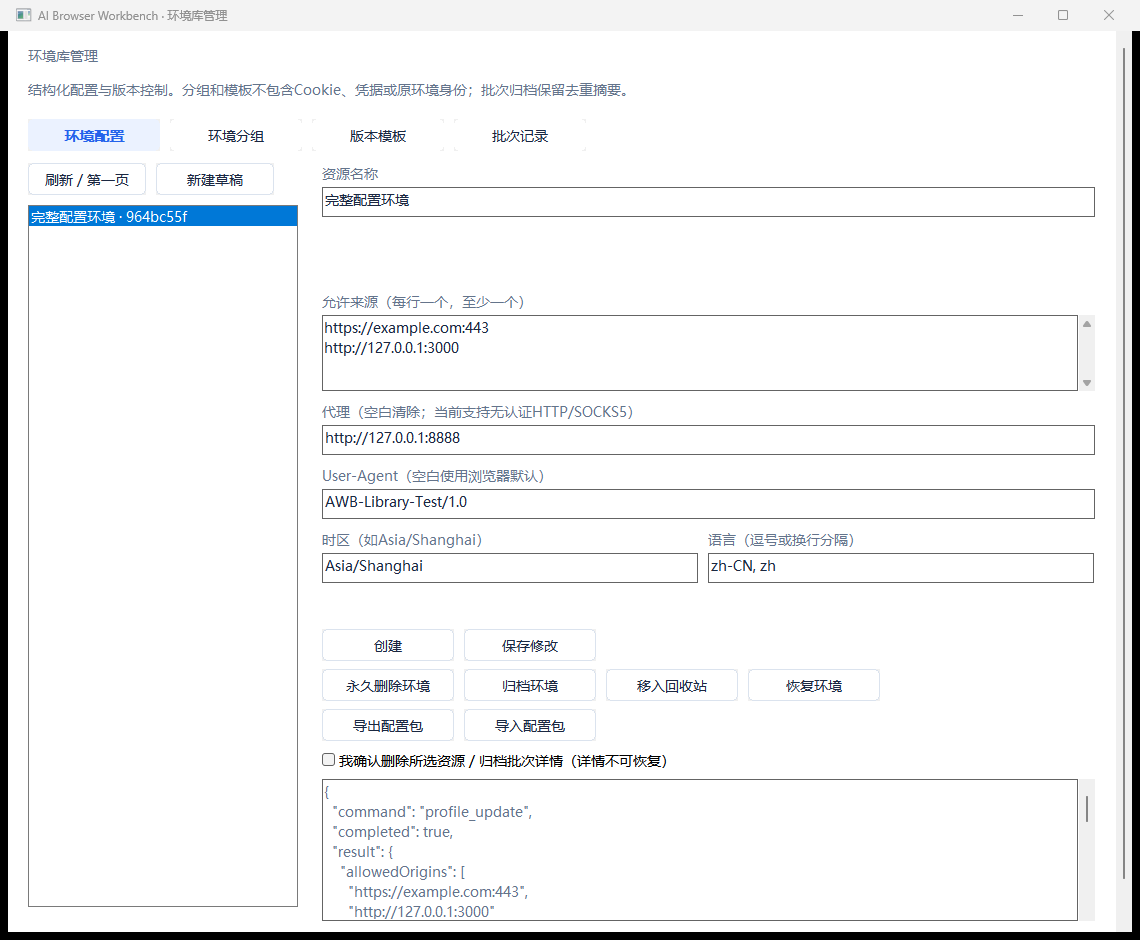 AI Browser Workbench · 环境库管理
环境库管理
结构化配置与版本控制。分组和模板不包含Cookie、凭据或原环境身份；批次归档保留去重摘要。
环境配置 环境分组 版本模板 批次记录
刷新 / 第一页 新建草稿
完整配置环境 · 964bc55f
资源名称
完整配置环境
允许来源（每行一个，至少一个）
https://example.com:443
http://127.0.0.1:3000
代理（空白清除；当前支持无认证HTTP/SOCKS5）
http://127.0.0.1:8888
User-Agent（空白使用浏览器默认）
AWB-Library-Test/1.0
时区（如Asia/Shanghai） 语言（逗号或换行分隔）
Asia/Shanghai zh-CN, zh
创建 保存修改
永久删除环境 归档环境 移入回收站 恢复环境
导出配置包 导入配置包
我确认删除所选资源 / 归档批次详情（详情不可恢复）
{
"command": "profile_update",
"completed": true,
"result": {
"allowedOrigins": [
"https://example.com:443",
"http://127.0.0.1:3000"